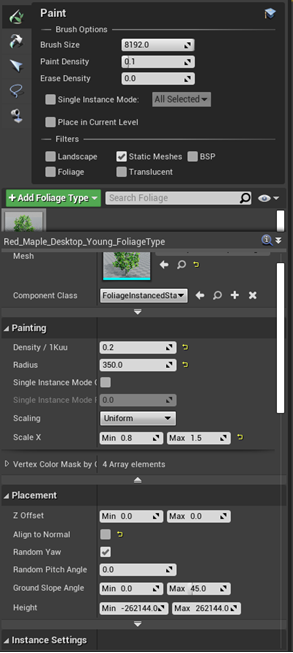 Paint
Brush Options
Brush Size 8192.0
Paint Density 0.1
Erase Density 0.0
Single Instance Mode: All Selected
Place in Current Level
Filters
Landscape Static Meshes BSP
Foliage Translucent
+ Add Foliage Type Search Foliage
Red_Maple_Desktop_Young_FoliageType
Mesh
Component Class FoliageInstancedSta
Painting
Density / 1Kuu 0.2
Radius 350.0
Single Instance Mode
Single Instance Mode 0.0
Scaling Uniform
Scale X Min 0.8 Max 1.5
Vertex Color Mask by C 4 Array elements
Placement
Z Offset Min 0.0 Max 0.0
Align to Normal
Random Yaw
Random Pitch Angle 0.0
Ground Slope Angle Min 0.0 Max 45.0
Height Min -262144.0 Max 262144.0
Instance Settings